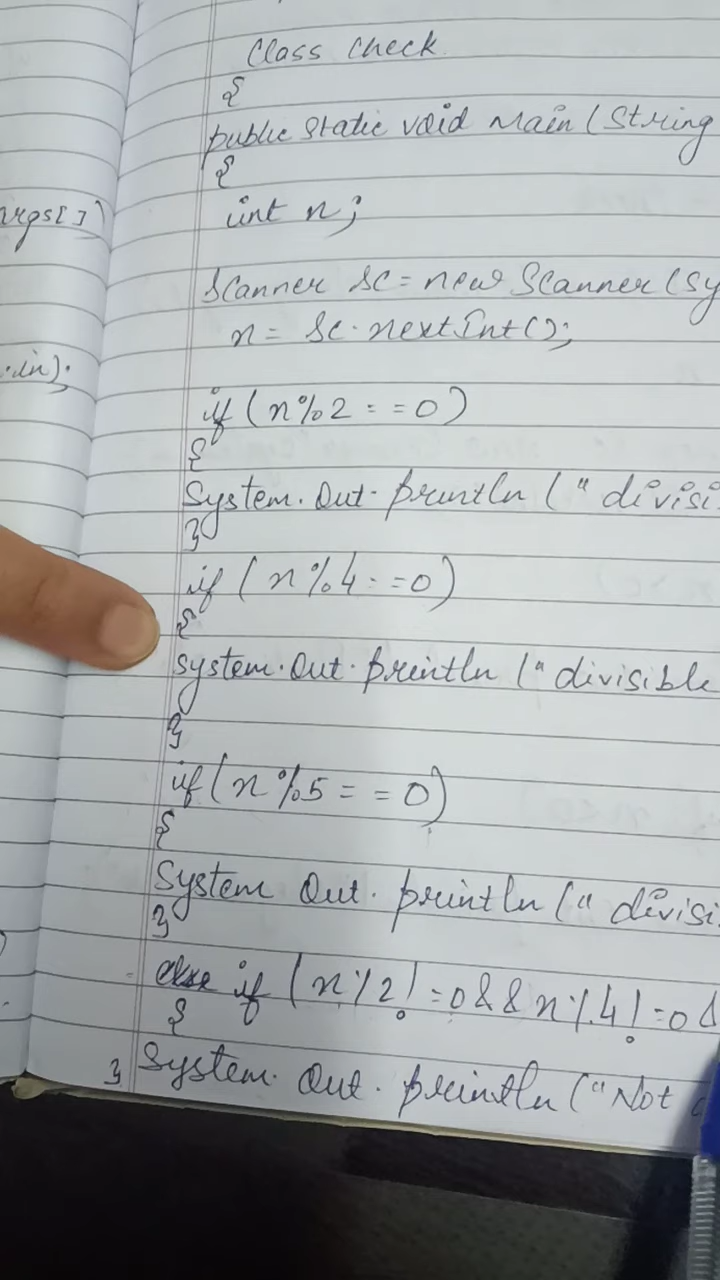 Class Check
{
public static void main (String
{
args[])
int n;
Scanner sc = new Scanner (Sy
n = sc.nextInt();
.in);
if (n%2 = = 0)
{
System.Out.println (" divisi
}
if (n%4 = = 0)
{
System.Out.println (" divisible
}
if (n%5 = = 0)
{
System Out.println (" divisi
}
else if (n%2! = 0 && n%4! = 0 &
{
} System.Out.println ("Not